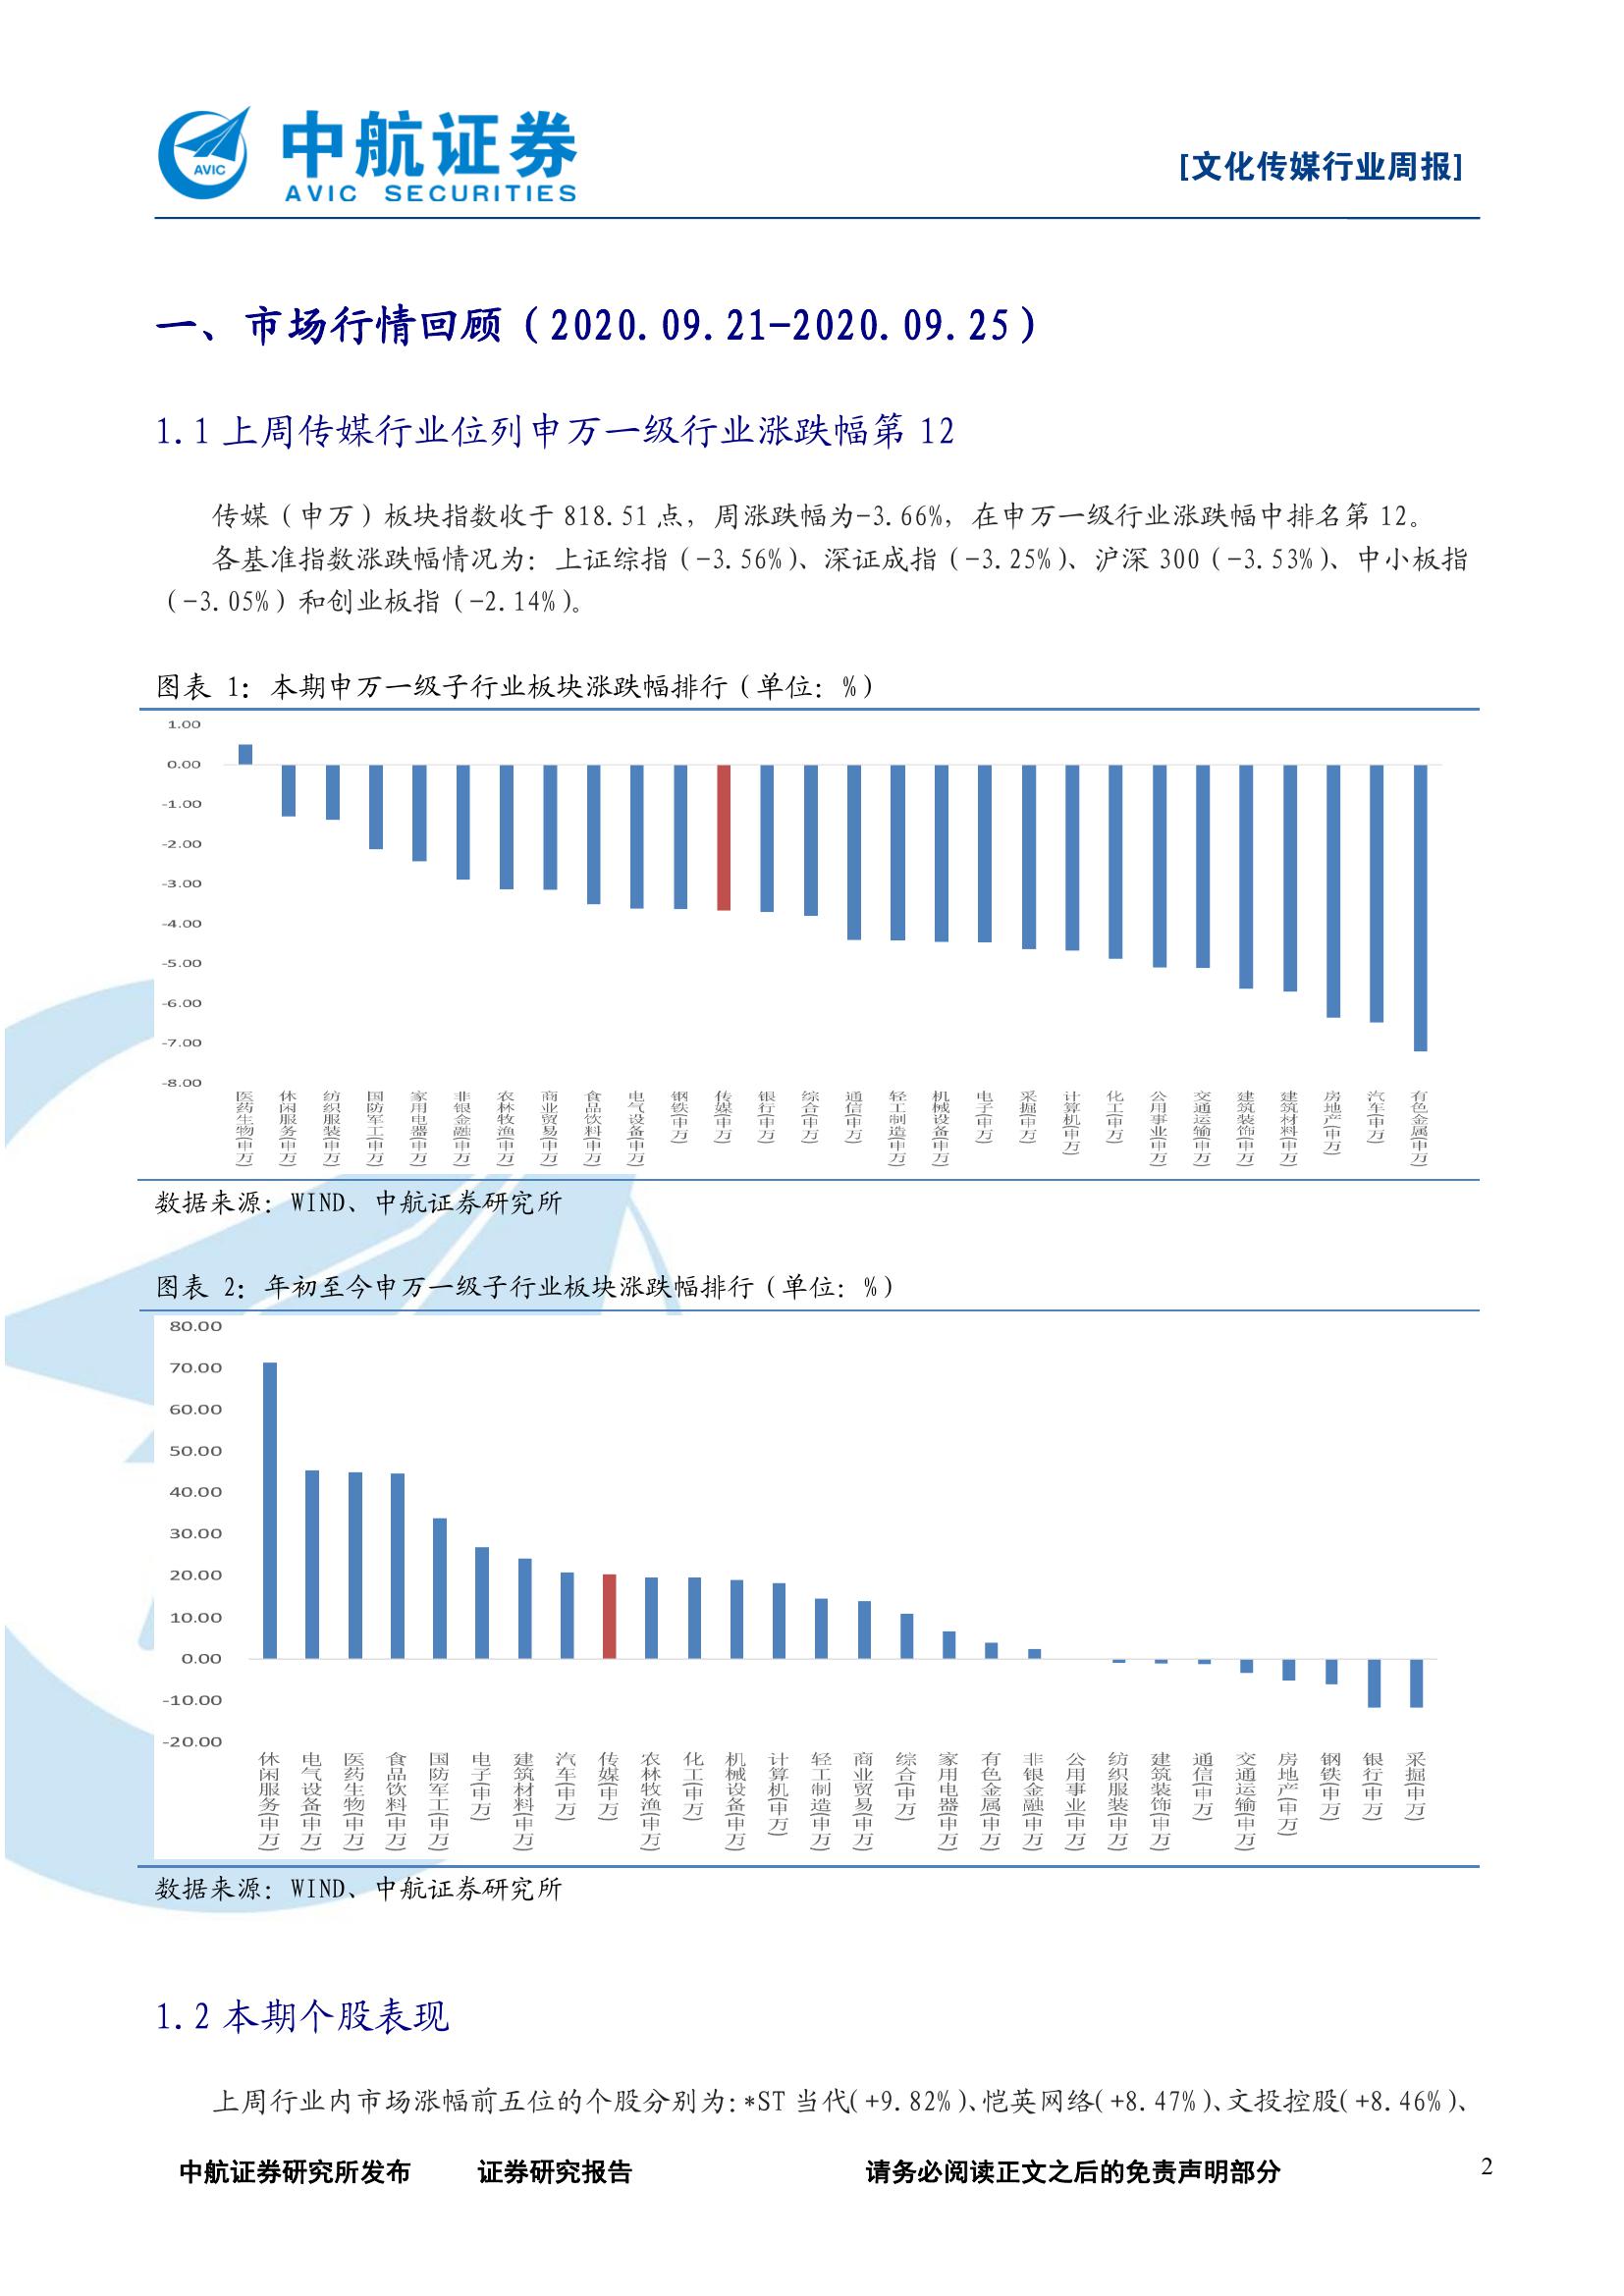 AVIC
中航证券
AVIC SECURITIES
[文化传媒行业周报]
一、市场行情回顾（2020.09.21-2020.09.25）
1.1 上周传媒行业位列申万一级行业涨跌幅第 12
传媒（申万）板块指数收于 818.51 点，周涨跌幅为-3.66%，在申万一级行业涨跌幅中排名第 12。
各基准指数涨跌幅情况为：上证综指（-3.56%）、深证成指（-3.25%）、沪深 300（-3.53%）、中小板指
（-3.05%）和创业板指（-2.14%）。
图表 1：本期申万一级子行业板块涨跌幅排行（单位：%）
1.00
0.00
-1.00
-2.00
-3.00
-4.00
-5.00
-6.00
-7.00
-8.00
医药生物(申万)
休闲服务(申万)
纺织服装(申万)
国防军工(申万)
家用电器(申万)
非银金融(申万)
农林牧渔(申万)
商业贸易(申万)
食品饮料(申万)
电气设备(申万)
钢铁(申万)
传媒(申万)
银行(申万)
综合(申万)
通信(申万)
轻工制造(申万)
机械设备(申万)
电子(申万)
采掘(申万)
计算机(申万)
化工(申万)
公用事业(申万)
交通运输(申万)
建筑装饰(申万)
建筑材料(申万)
房地产(申万)
汽车(申万)
有色金属(申万)
数据来源：WIND、中航证券研究所
图表 2：年初至今申万一级子行业板块涨跌幅排行（单位：%）
80.00
70.00
60.00
50.00
40.00
30.00
20.00
10.00
0.00
-10.00
-20.00
休闲服务(申万)
电气设备(申万)
医药生物(申万)
食品饮料(申万)
国防军工(申万)
电子(申万)
建筑材料(申万)
汽车(申万)
传媒(申万)
农林牧渔(申万)
化工(申万)
机械设备(申万)
计算机(申万)
轻工制造(申万)
商业贸易(申万)
综合(申万)
家用电器(申万)
有色金属(申万)
非银金融(申万)
公用事业(申万)
纺织服装(申万)
建筑装饰(申万)
通信(申万)
交通运输(申万)
房地产(申万)
钢铁(申万)
银行(申万)
采掘(申万)
数据来源：WIND、中航证券研究所
1.2 本期个股表现
上周行业内市场涨幅前五位的个股分别为：*ST 当代(+9.82%)、恺英网络(+8.47%)、文投控股(+8.46%)、
中航证券研究所发布 证券研究报告 请务必阅读正文之后的免责声明部分 2